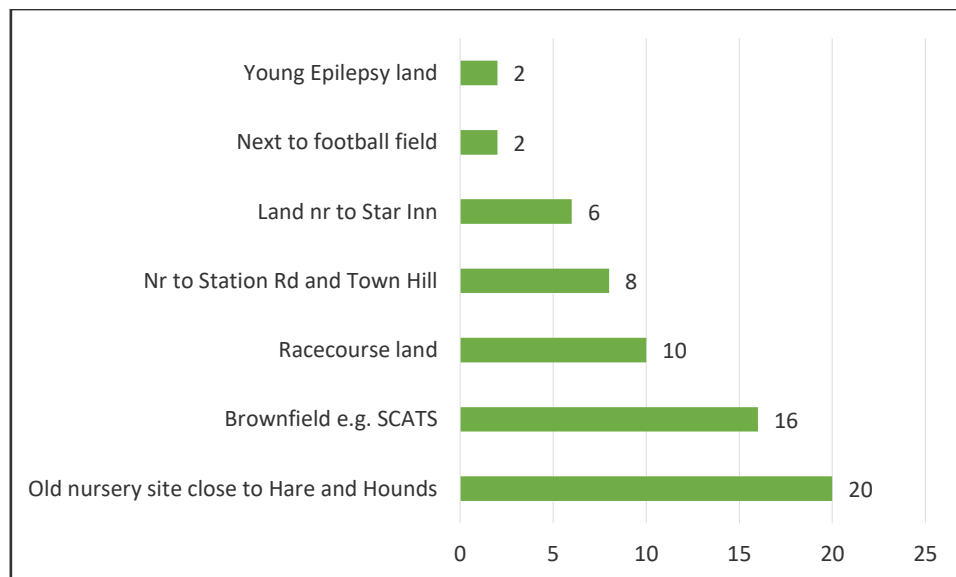 Young Epilepsy land 2
Next to football field 2
Land nr to Star Inn 6
Nr to Station Rd and Town Hill 8
Racecourse land 10
Brownfield e.g. SCATS 16
Old nursery site close to Hare and Hounds 20
0 5 10 15 20 25